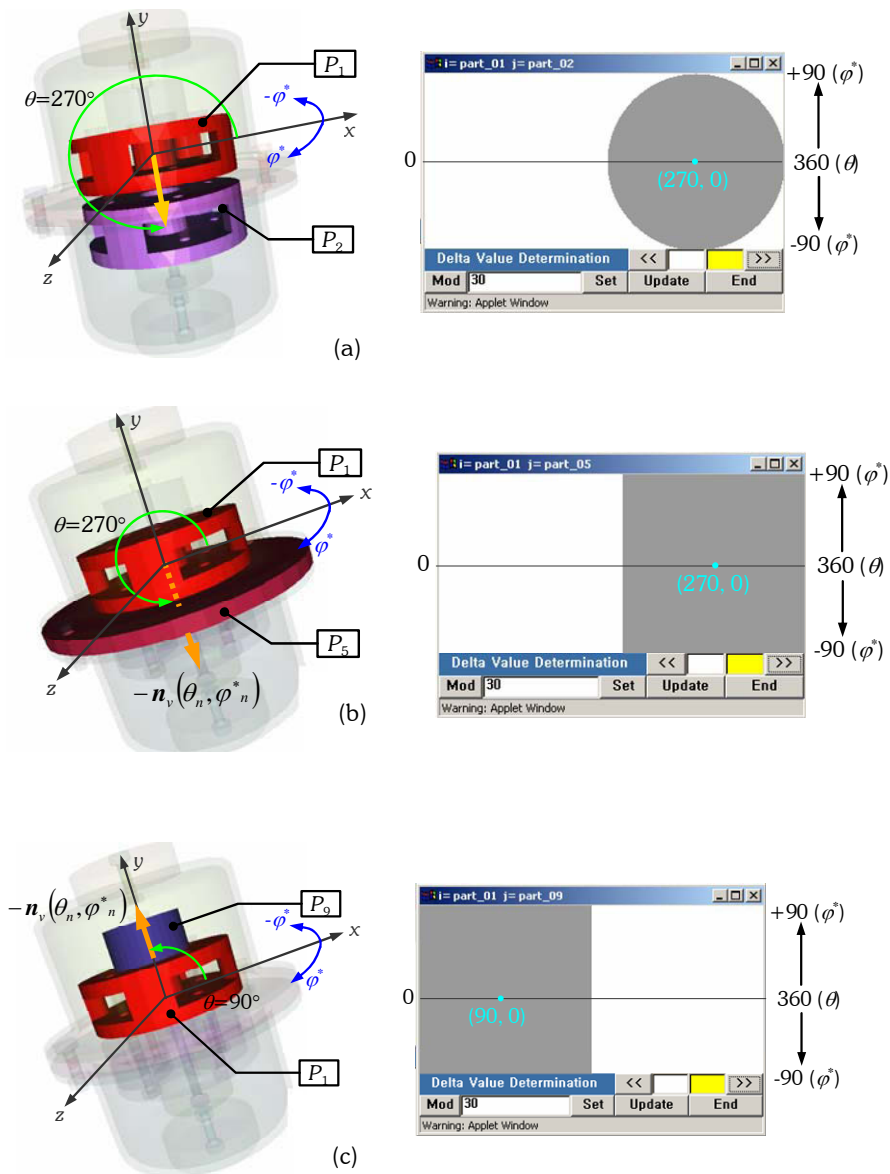 y
P₁
θ=270°
-φ*
x
φ*
P₂
z
(a)
i= part_01 j= part_02
+90 (φ*)
0
360 (θ)
(270, 0)
-90 (φ*)
Delta Value Determination << >>
Mod 30 Set Update End
Warning: Applet Window
y
P₁
-φ*
x
θ=270°
φ*
P₅
z
-nᵥ(θₙ, φ*ₙ)
(b)
i= part_01 j= part_05
+90 (φ*)
0
360 (θ)
(270, 0)
-90 (φ*)
Delta Value Determination << >>
Mod 30 Set Update End
Warning: Applet Window
y
-nᵥ(θₙ, φ*ₙ)
P₉
-φ*
x
φ*
θ=90°
P₁
z
(c)
i= part_01 j= part_09
+90 (φ*)
0
360 (θ)
(90, 0)
-90 (φ*)
Delta Value Determination << >>
Mod 30 Set Update End
Warning: Applet Window